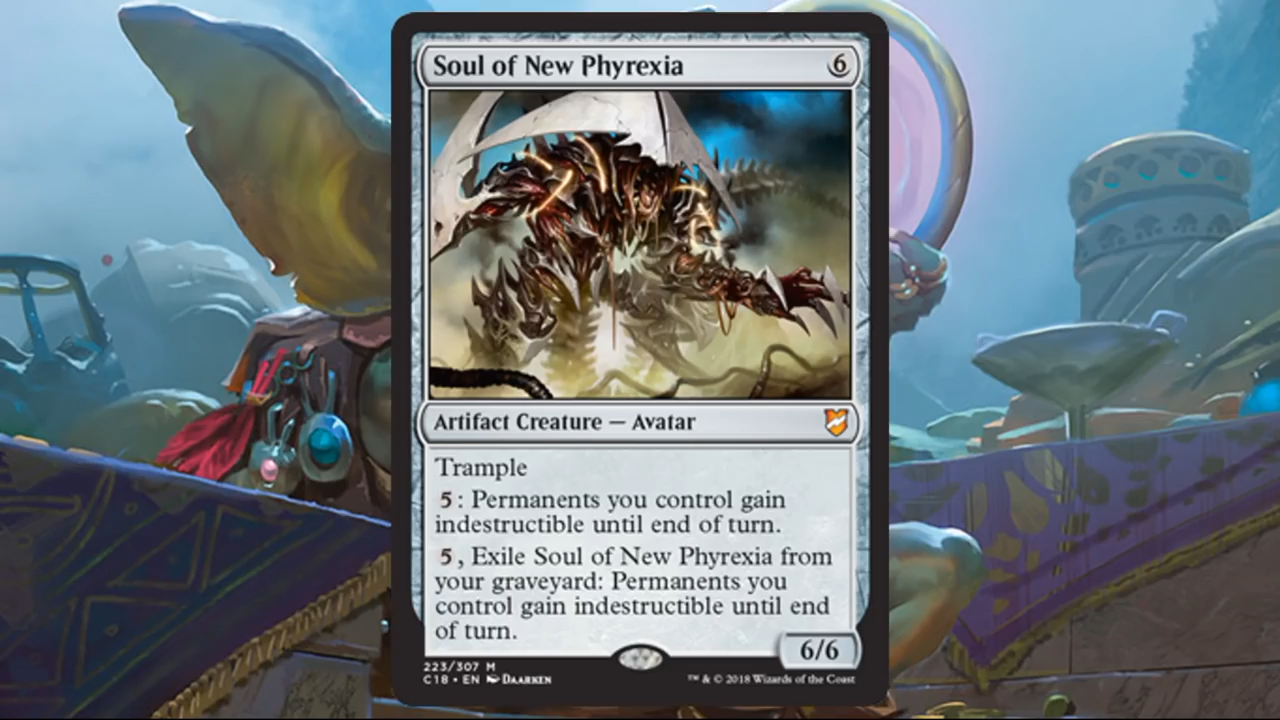 Soul of New Phyrexia 6
Artifact Creature — Avatar
Trample
5: Permanents you control gain
indestructible until end of turn.
5, Exile Soul of New Phyrexia from
your graveyard: Permanents you
control gain indestructible until end
of turn.
6/6
223/307 M
C18 • EN Daarken
™ & © 2018 Wizards of the Coast